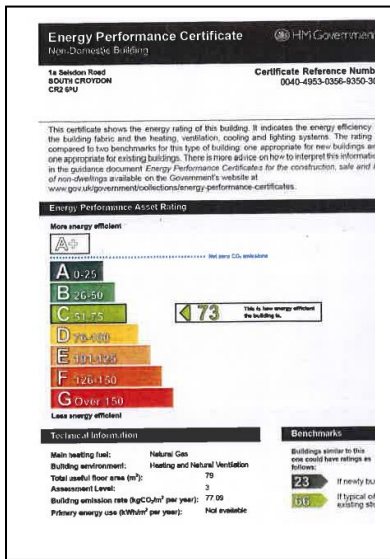 Energy Performance Certificate
HM Governmen
Non-Domestic Building
1a Selsdon Road
SOUTH CROYDON
CR2 6PU
Certificate Reference Numb
0040-4953-0356-9350-30
This certificate shows the energy rating of this building. It indicates the energy efficiency
the building fabric and the heating, ventilation, cooling and lighting systems. The rating
compared to two benchmarks for this type of building: one appropriate for new buildings an
one appropriate for existing buildings. There is more advice on how to interpret this informatio
in the guidance document Energy Performance Certificates for the construction, sale and
of non-dwellings available on the Government's website at
www.gov.uk/government/collections/energy-performance-certificates.
Energy Performance Asset Rating
More energy efficient
A+
Net zero CO₂ emissions
A 0-25
B 26-50
C 51-75
73
This is how energy efficient
the building is.
D 76-100
E 101-125
F 126-150
G Over 150
Less energy efficient
Technical Information
Main heating fuel: Natural Gas
Building environment: Heating and Natural Ventilation
Total useful floor area (m²): 79
Assessment Level: 3
Building emission rate (kgCO₂/m² per year): 77.09
Primary energy use (kWh/m² per year): Not available
Benchmarks
Buildings similar to this
one could have ratings as
follows:
23 If newly bu
66 If typical of
existing sto